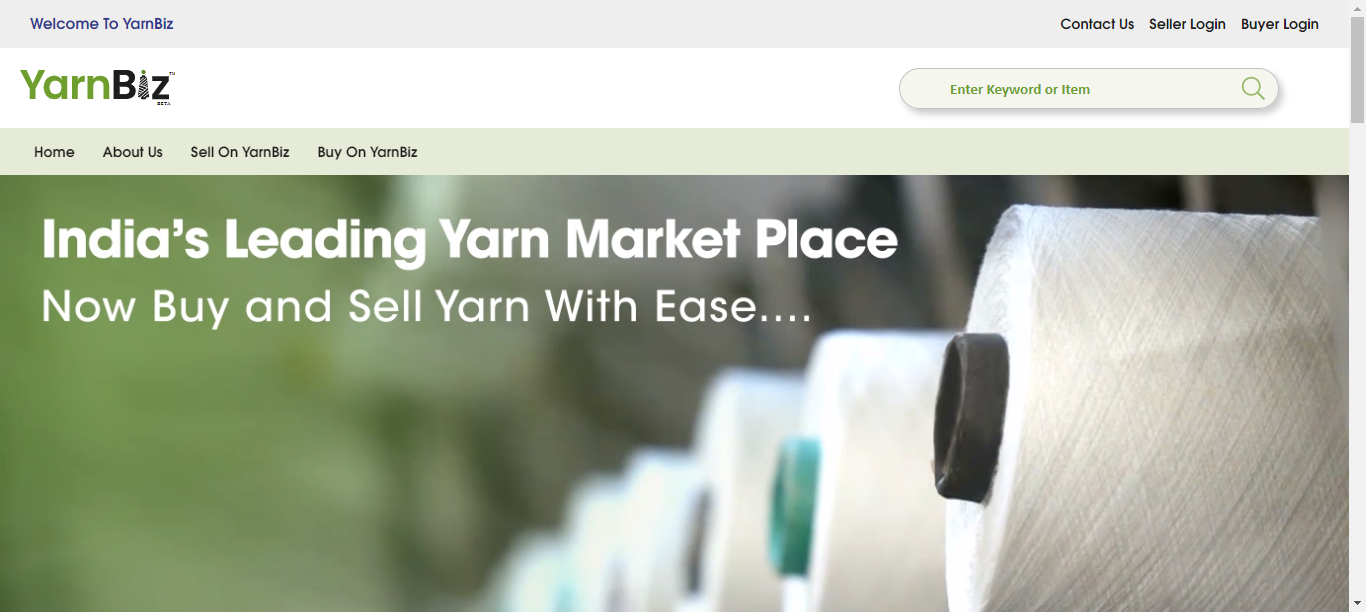 Welcome To YarnBiz
Contact Us Seller Login Buyer Login
YarnBiz™
BETA
Enter Keyword or Item
Home About Us Sell On YarnBiz Buy On YarnBiz
India's Leading Yarn Market Place
Now Buy and Sell Yarn With Ease....